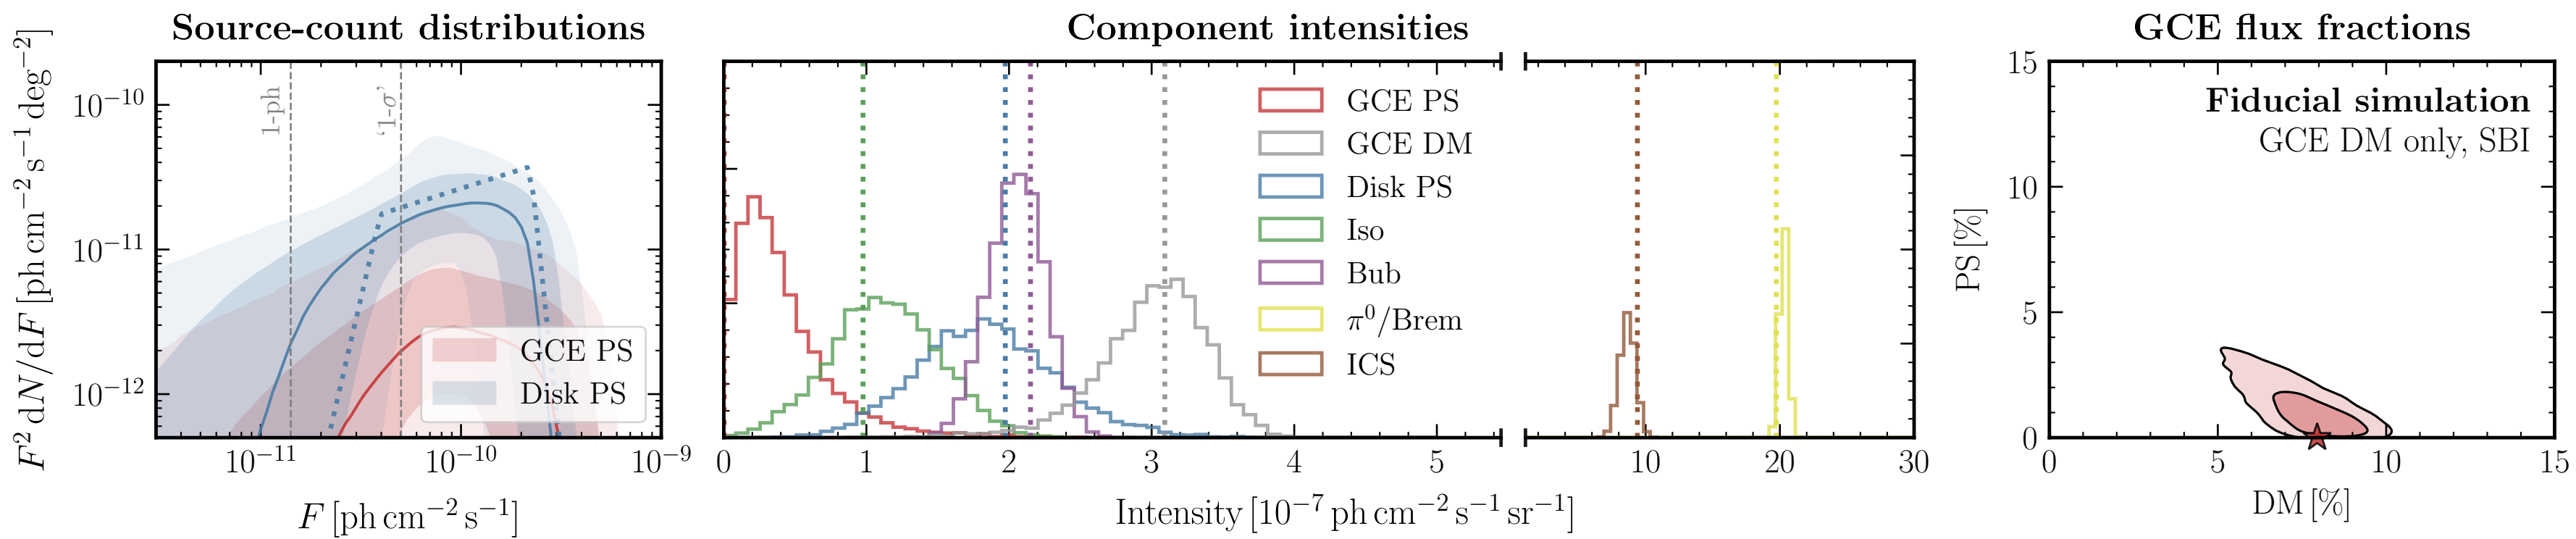 Source-count distributions
F² dN/dF [ph cm⁻² s⁻¹ deg⁻²]
10⁻¹⁰
10⁻¹¹
10⁻¹²
1-ph
‘1-σ’
GCE PS
Disk PS
10⁻¹¹ 10⁻¹⁰ 10⁻⁹
F [ph cm⁻² s⁻¹]
Component intensities
GCE PS
GCE DM
Disk PS
Iso
Bub
π⁰/Brem
ICS
0 1 2 3 4 5 10 20 30
Intensity [10⁻⁷ ph cm⁻² s⁻¹ sr⁻¹]
GCE flux fractions
PS [%]
15
10
5
0
Fiducial simulation
GCE DM only, SBI
0 5 10 15
DM [%]